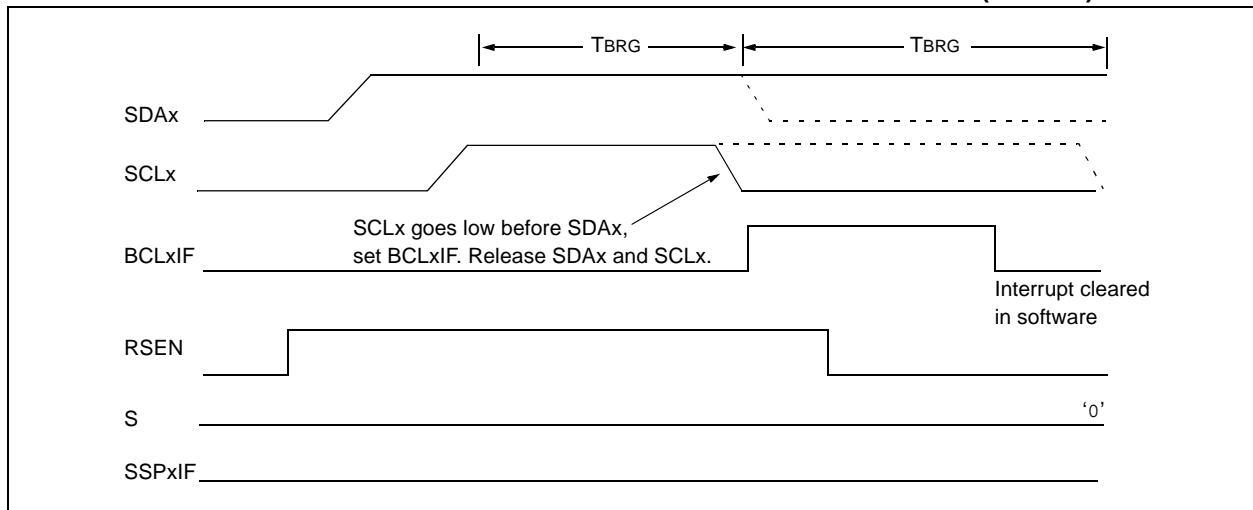 TBRG
TBRG
SDAx
SCLx
SCLx goes low before SDAx,
set BCLxIF. Release SDAx and SCLx.
BCLxIF
Interrupt cleared
in software
RSEN
S
‘0’
SSPxIF